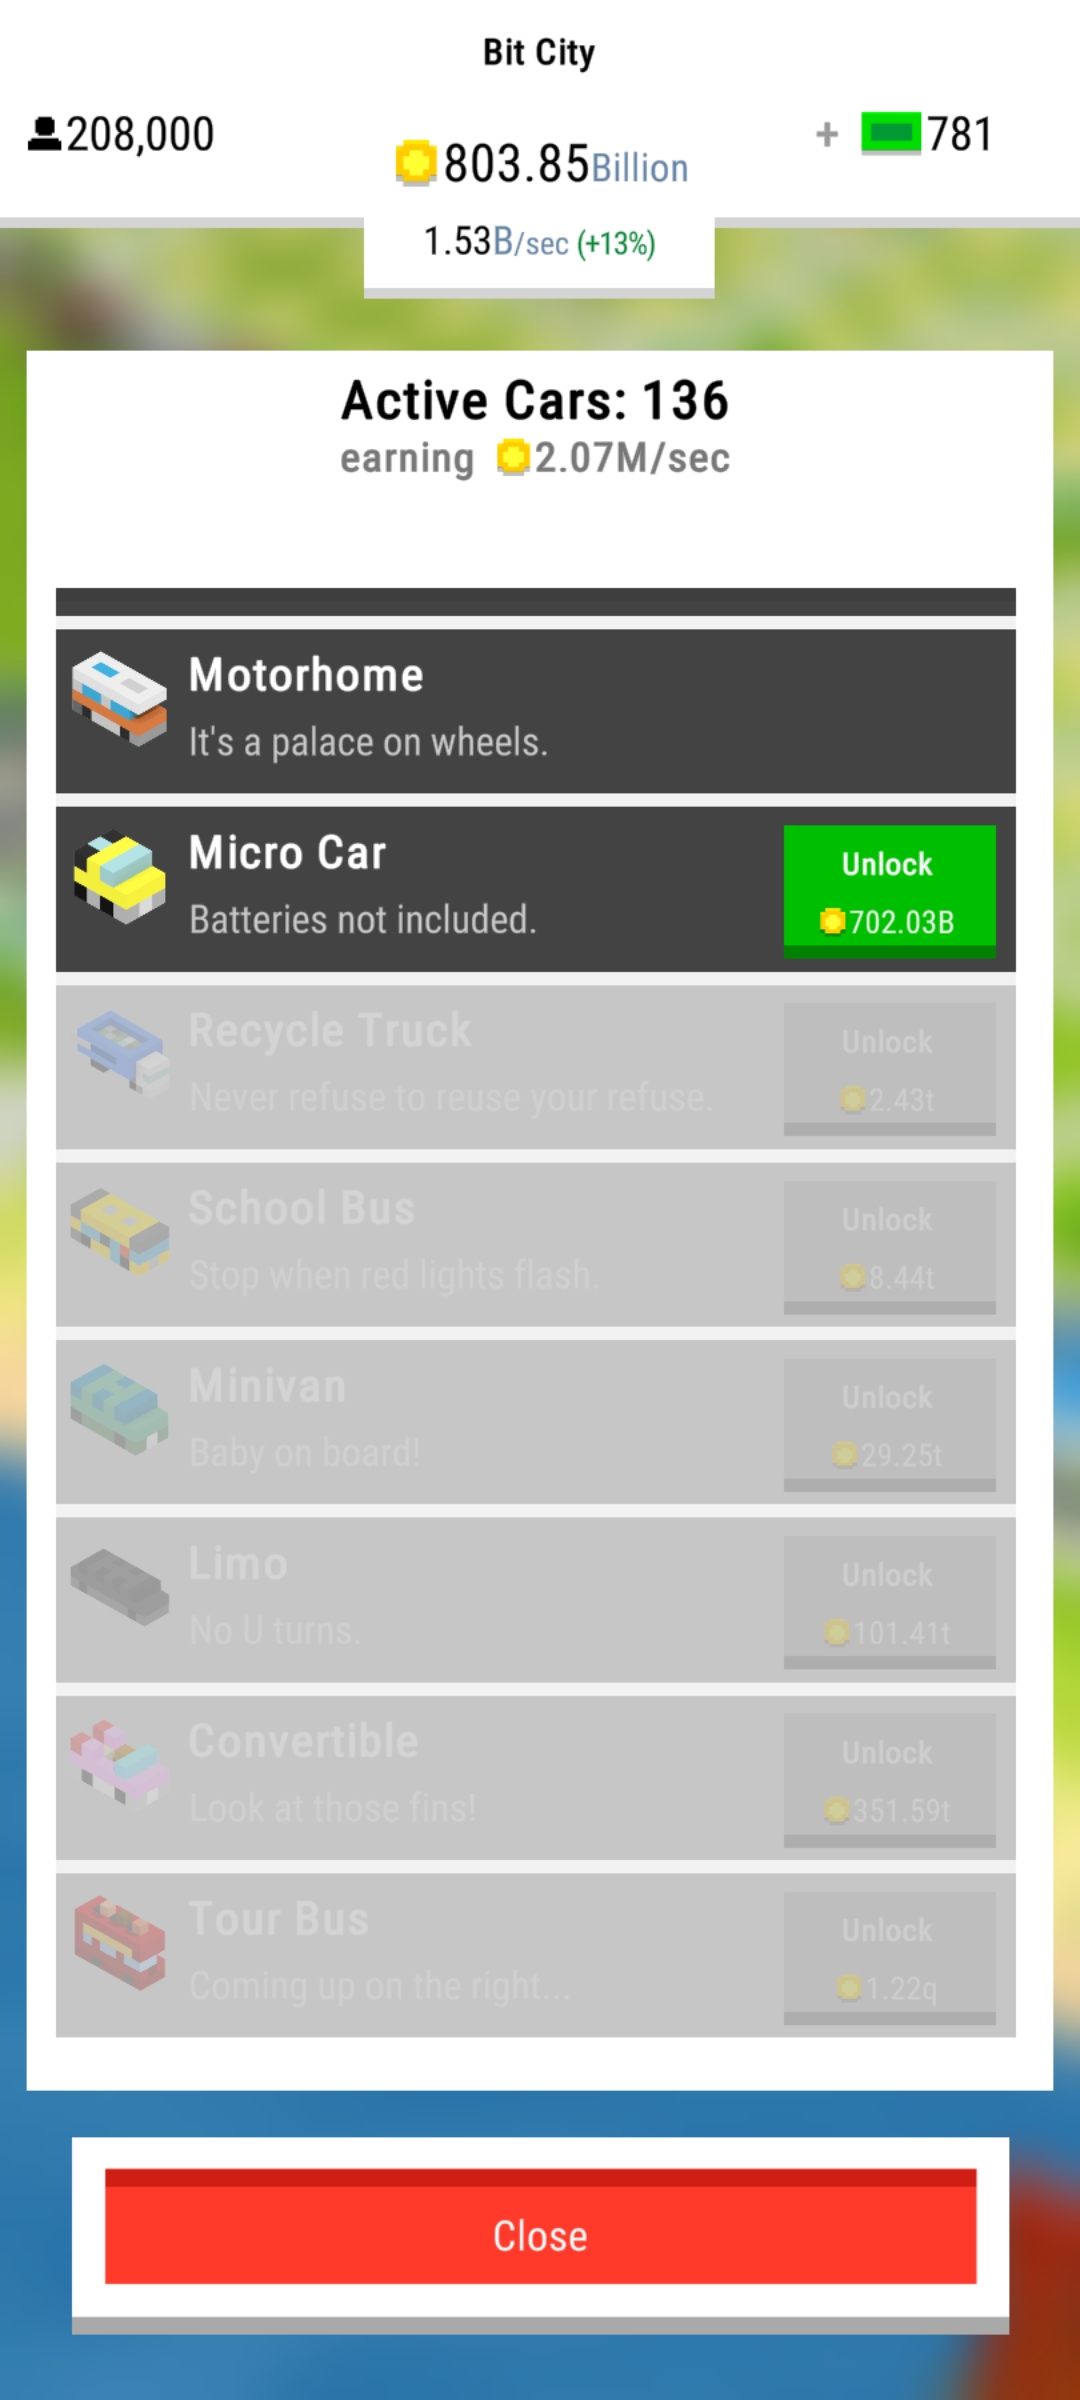 Bit City
208,000
803.85Billion
+ 781
1.53B/sec (+13%)
Active Cars: 136
earning 2.07M/sec
Motorhome
It's a palace on wheels.
Micro Car
Batteries not included.
Unlock
702.03B
Recycle Truck
Never refuse to reuse your refuse.
Unlock
2.43t
School Bus
Stop when red lights flash.
Unlock
8.44t
Minivan
Baby on board!
Unlock
29.25t
Limo
No U turns.
Unlock
101.41t
Convertible
Look at those fins!
Unlock
351.59t
Tour Bus
Coming up on the right...
Unlock
1.22q
Close